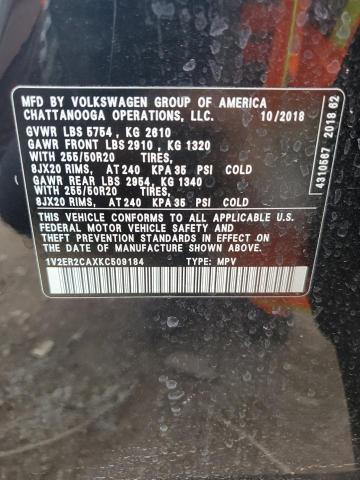 MFD BY VOLKSWAGEN GROUP OF AMERICA
CHATTANOOGA OPERATIONS, LLC. 10/2018
GVWR LBS 5754 , KG 2610
GAWR FRONT LBS 2910 , KG 1320
WITH 255/50R20 TIRES,
8JX20 RIMS, AT 240 KPA 35 PSI COLD
GAWR REAR LBS 2954, KG 1340
WITH 255/50R20 TIRES,
8JX20 RIMS, AT 240 KPA 35 PSI COLD
THIS VEHICLE CONFORMS TO ALL APPLICABLE U.S.
FEDERAL MOTOR VEHICLE SAFETY AND
THEFT PREVENTION STANDARDS IN EFFECT ON
THE DATE OF MANUFACTURE SHOWN ABOVE.
1V2ER2CAXKC509184 TYPE: MPV
4310567 2018 62